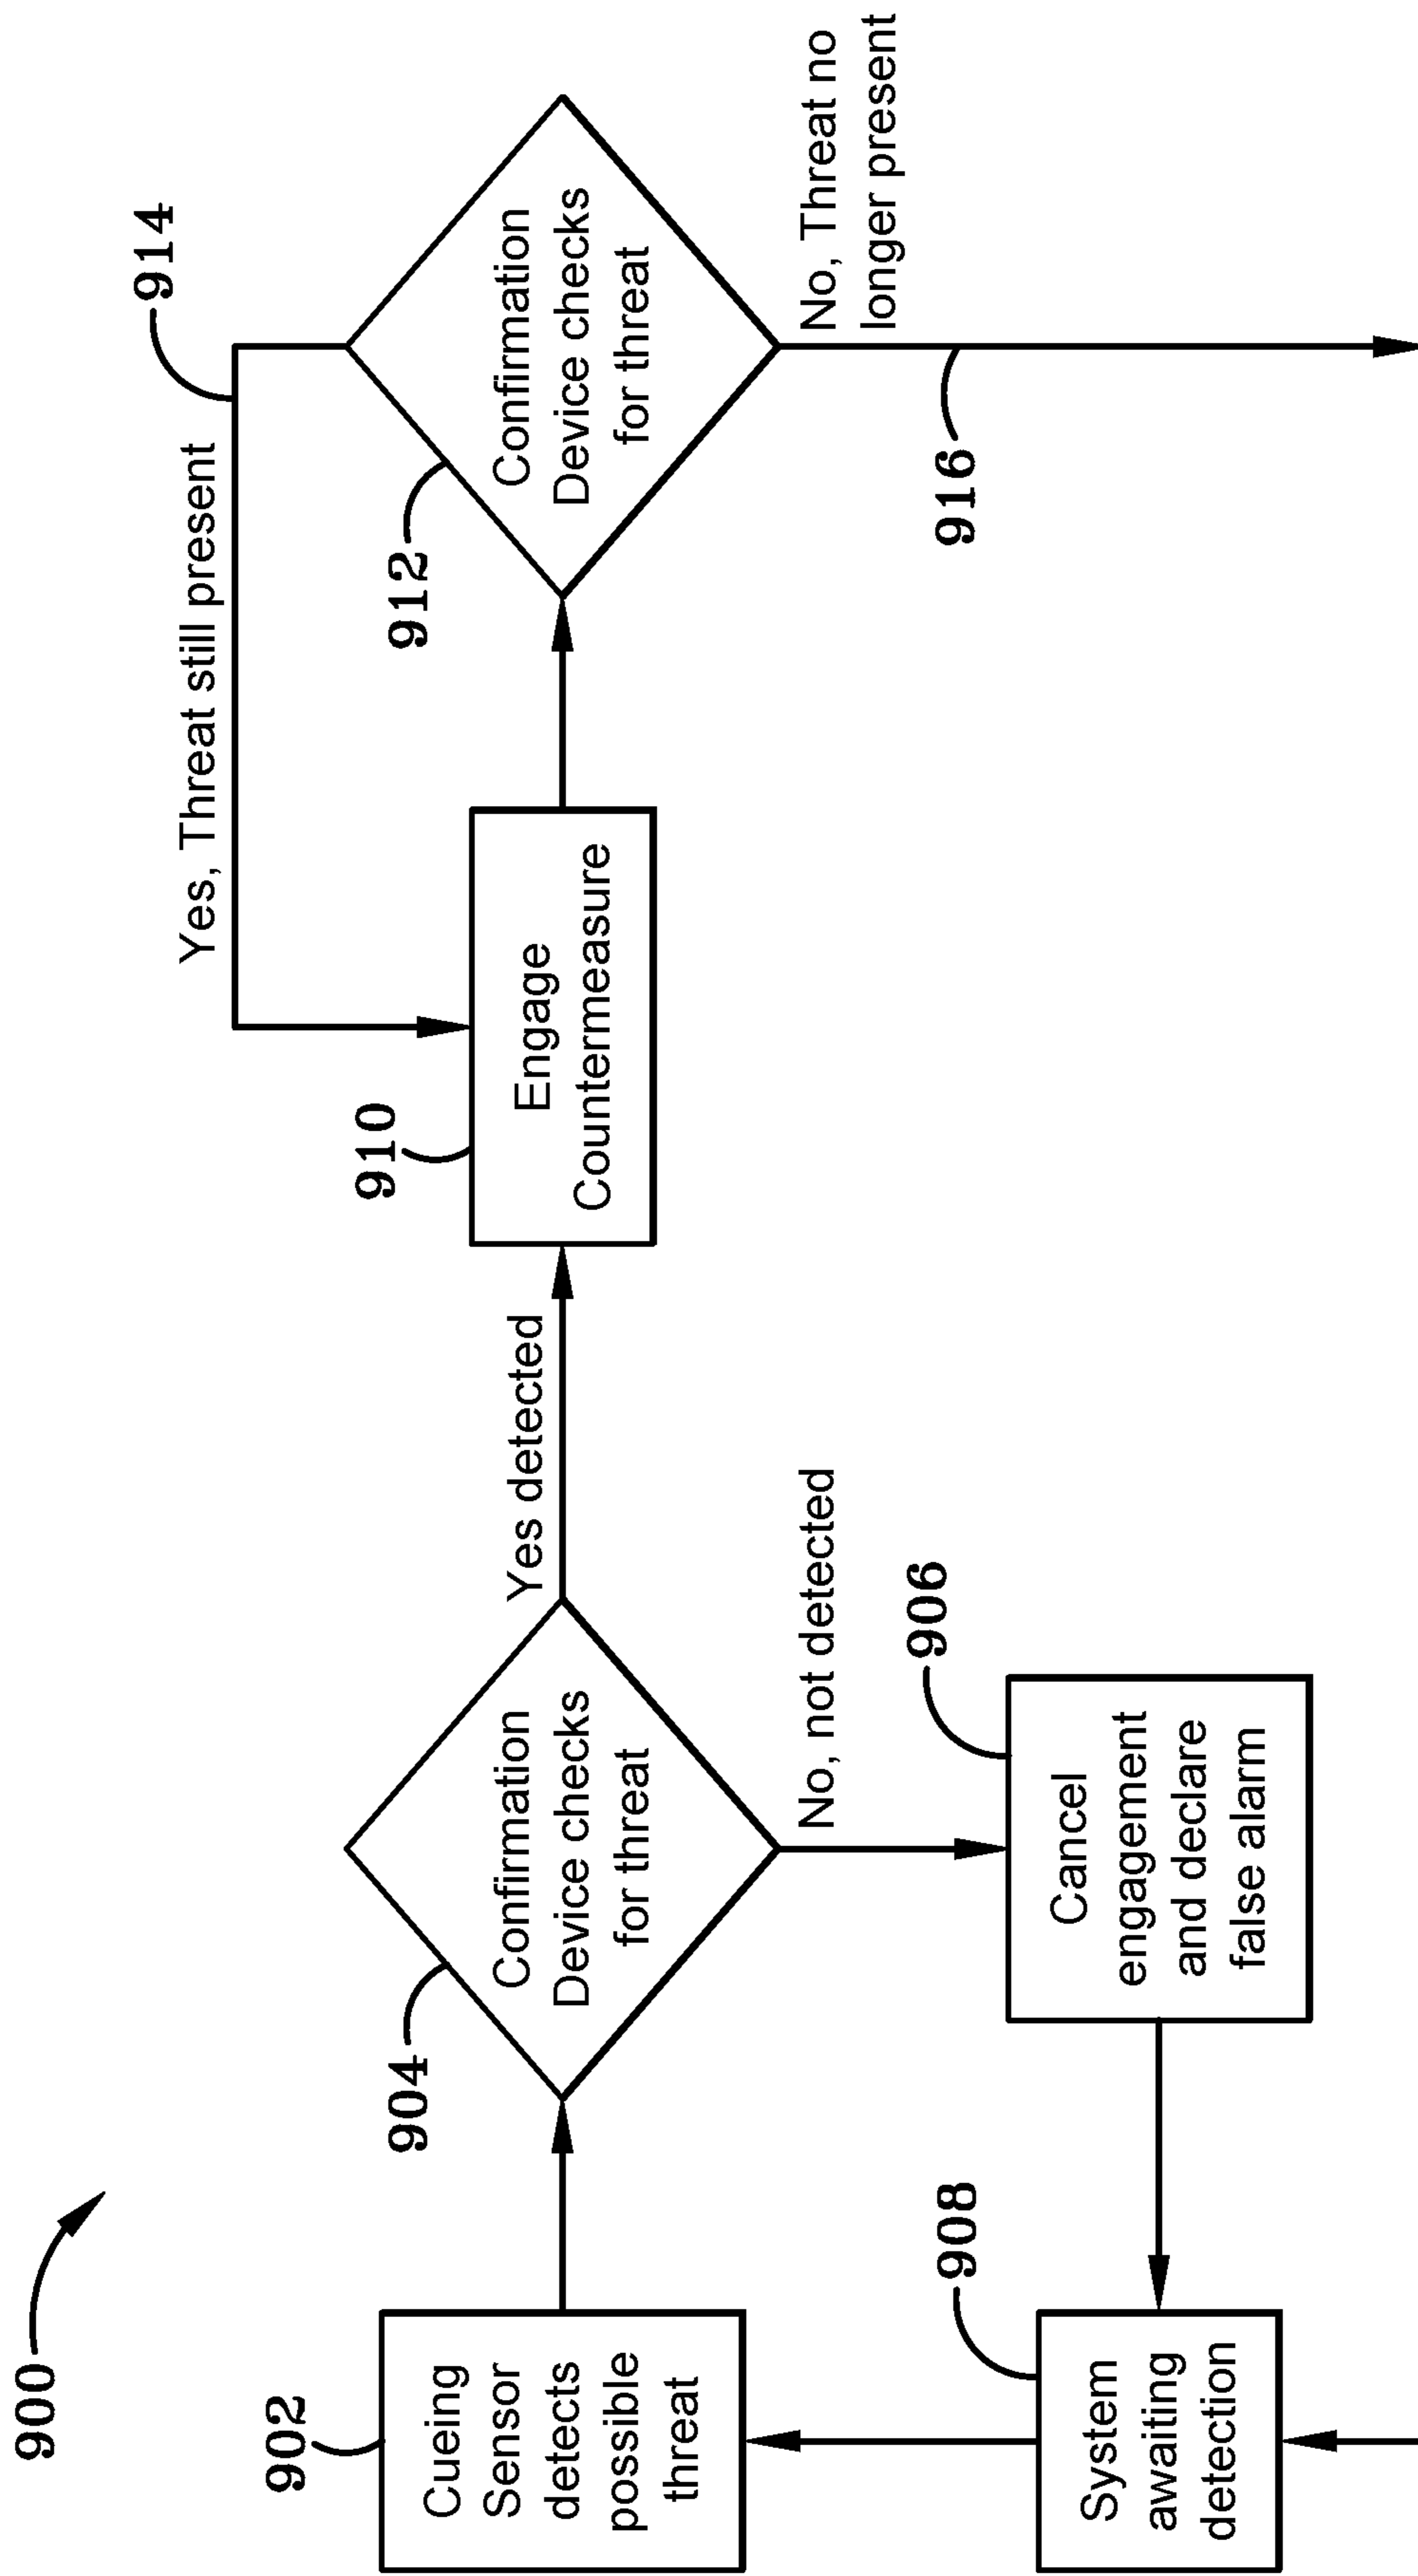 900
902
Cueing
Sensor
detects
possible
threat
904
Confirmation
Device checks
for threat
Yes detected
No, not detected
906
Cancel
engagement
and declare
false alarm
908
System
awaiting
detection
910
Engage
Countermeasure
912
Confirmation
Device checks
for threat
Yes, Threat still present
914
No, Threat no
longer present
916